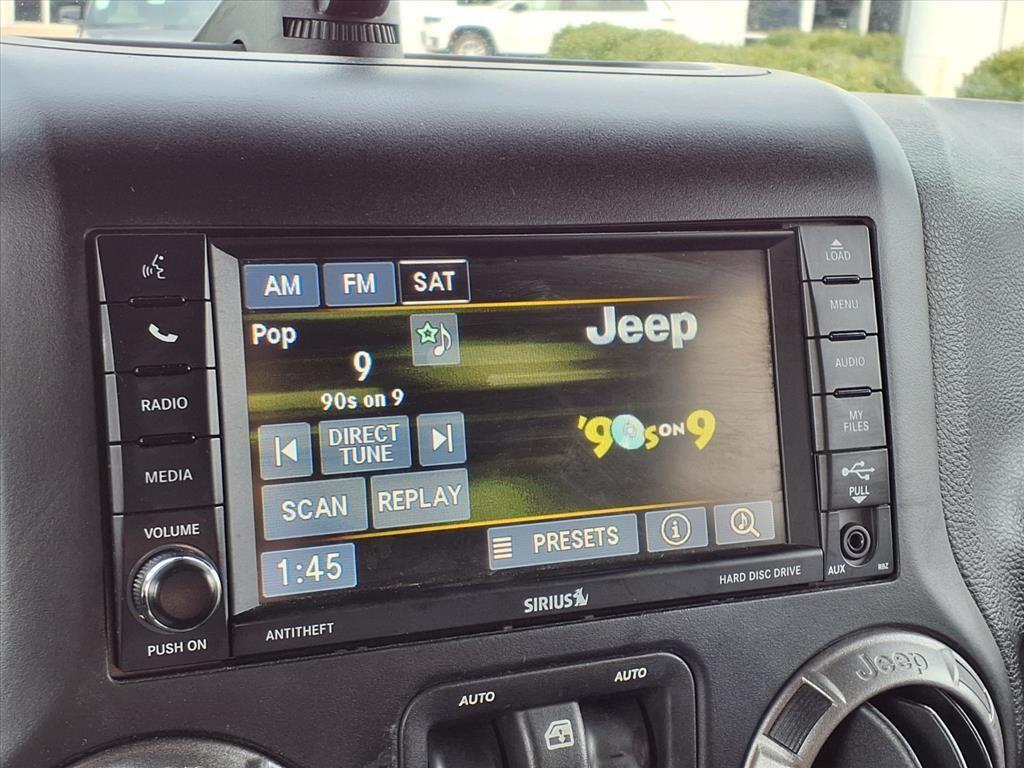 AM
FM
SAT
Pop
9
90s on 9
Jeep
DIRECT
TUNE
'90s ON 9
SCAN
REPLAY
PRESETS
1:45
RADIO
MEDIA
VOLUME
PUSH ON
ANTITHEFT
SIRIUS
HARD DISC DRIVE
LOAD
MENU
AUDIO
MY
FILES
PULL
AUX
RBZ
AUTO
AUTO
Jeep